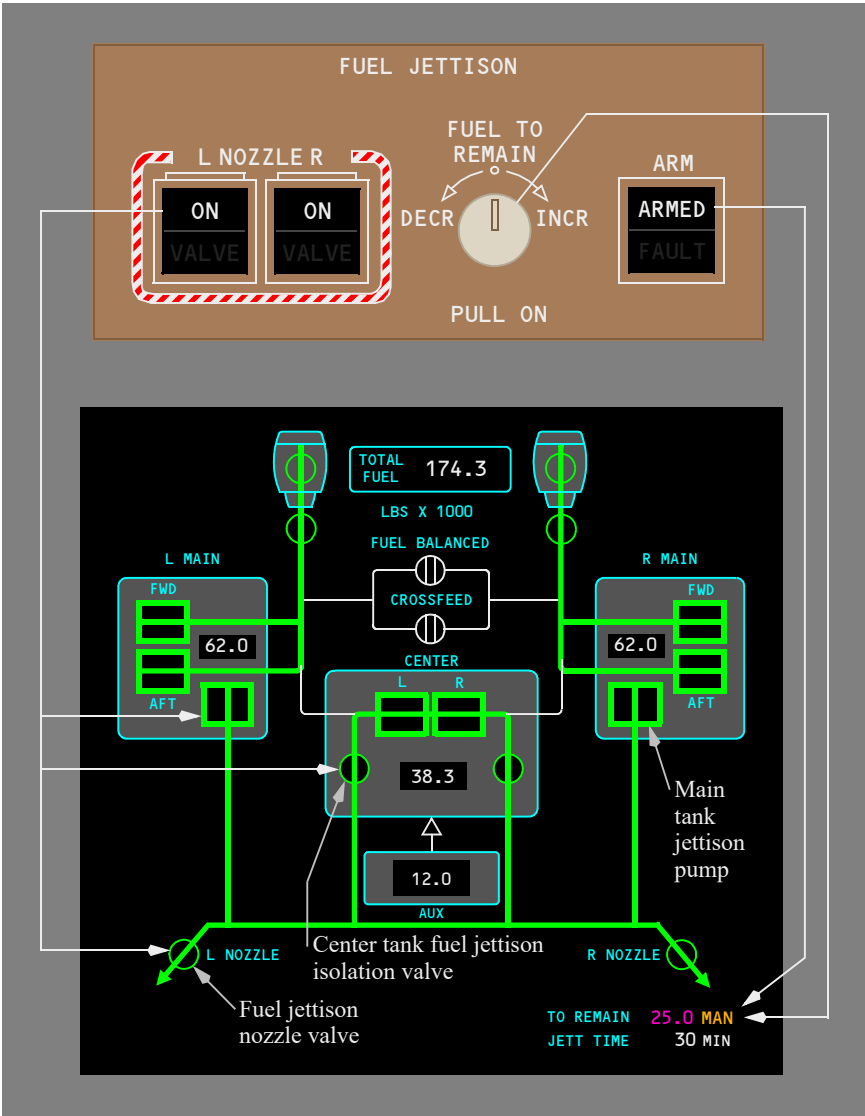 FUEL JETTISON
L NOZZLE R
FUEL TO
REMAIN
ARM
ON
VALVE
ON
VALVE
DECR
INCR
ARMED
FAULT
PULL ON
TOTAL
FUEL
174.3
LBS X 1000
FUEL BALANCED
CROSSFEED
L MAIN
FWD
62.0
AFT
R MAIN
FWD
62.0
AFT
CENTER
L R
38.3
12.0
AUX
Main
tank
jettison
pump
L NOZZLE
Center tank fuel jettison
isolation valve
R NOZZLE
Fuel jettison
nozzle valve
TO REMAIN 25.0 MAN
JETT TIME 30 MIN